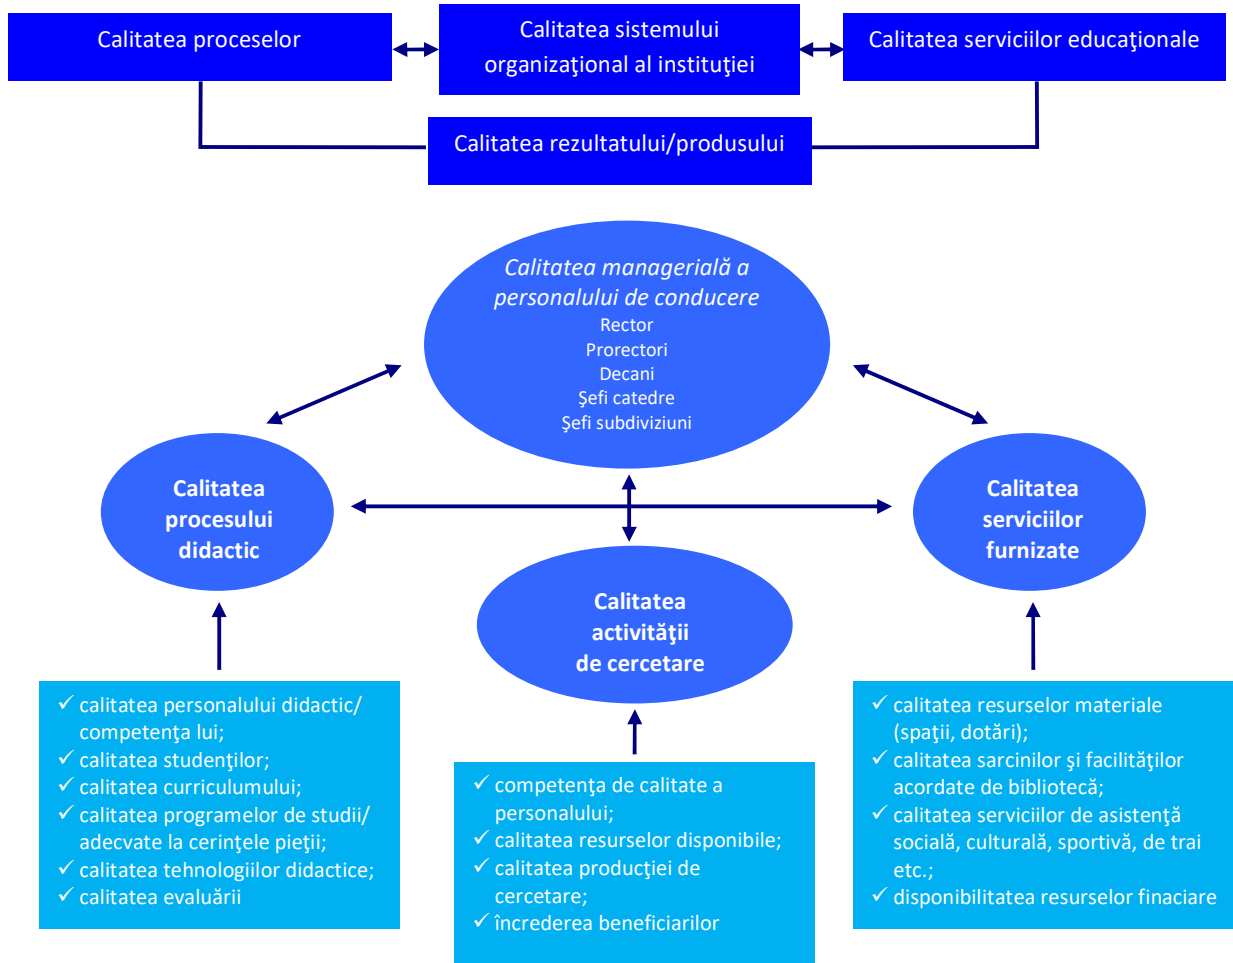 Calitatea proceselor
Calitatea sistemului
organizaţional al instituţiei
Calitatea serviciilor educaţionale
Calitatea rezultatului/produsului
Calitatea managerială a
personalului de conducere
Rector
Prorectori
Decani
Şefi catedre
Şefi subdiviziuni
Calitatea
procesului
didactic
Calitatea
serviciilor
furnizate
Calitatea
activităţii
de cercetare
✓ calitatea personalului didactic/
competenţa lui;
✓ calitatea studenţilor;
✓ calitatea curriculumului;
✓ calitatea programelor de studii/
adecvate la cerinţele pieţii;
✓ calitatea tehnologiilor didactice;
✓ calitatea evaluării
✓ competenţa de calitate a
personalului;
✓ calitatea resurselor disponibile;
✓ calitatea producţiei de
cercetare;
✓ încrederea beneficiarilor
✓ calitatea resurselor materiale
(spaţii, dotări);
✓ calitatea sarcinilor şi facilităţilor
acordate de bibliotecă;
✓ calitatea serviciilor de asistenţă
socială, culturală, sportivă, de trai
etc.;
✓ disponibilitatea resurselor finaciare